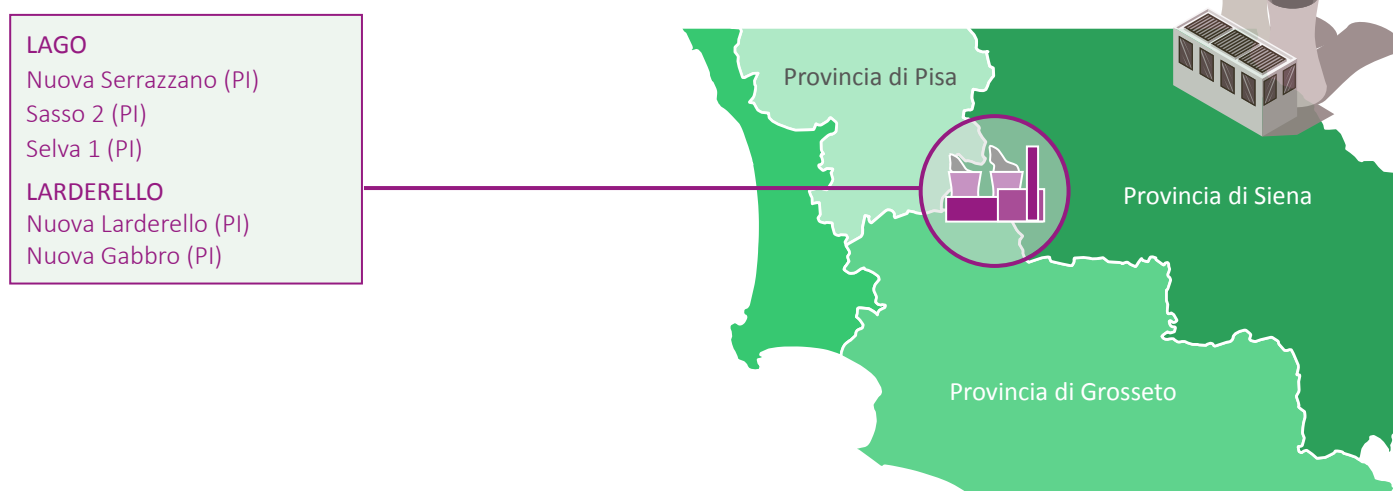 LAGO
Nuova Serrazzano (PI)
Sasso 2 (PI)
Selva 1 (PI)
LARDERELLO
Nuova Larderello (PI)
Nuova Gabbro (PI)
Provincia di Pisa
Provincia di Siena
Provincia di Grosseto